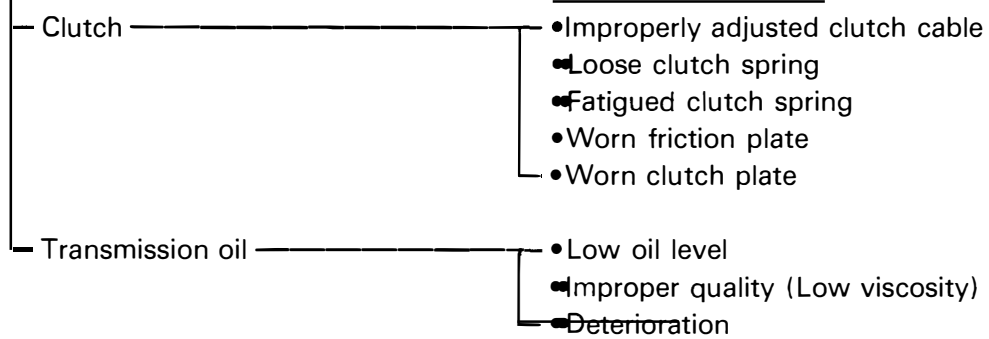 Clutch
•Improperly adjusted clutch cable
•Loose clutch spring
•Fatigued clutch spring
•Worn friction plate
•Worn clutch plate
Transmission oil
•Low oil level
•Improper quality (Low viscosity)
•Deterioration